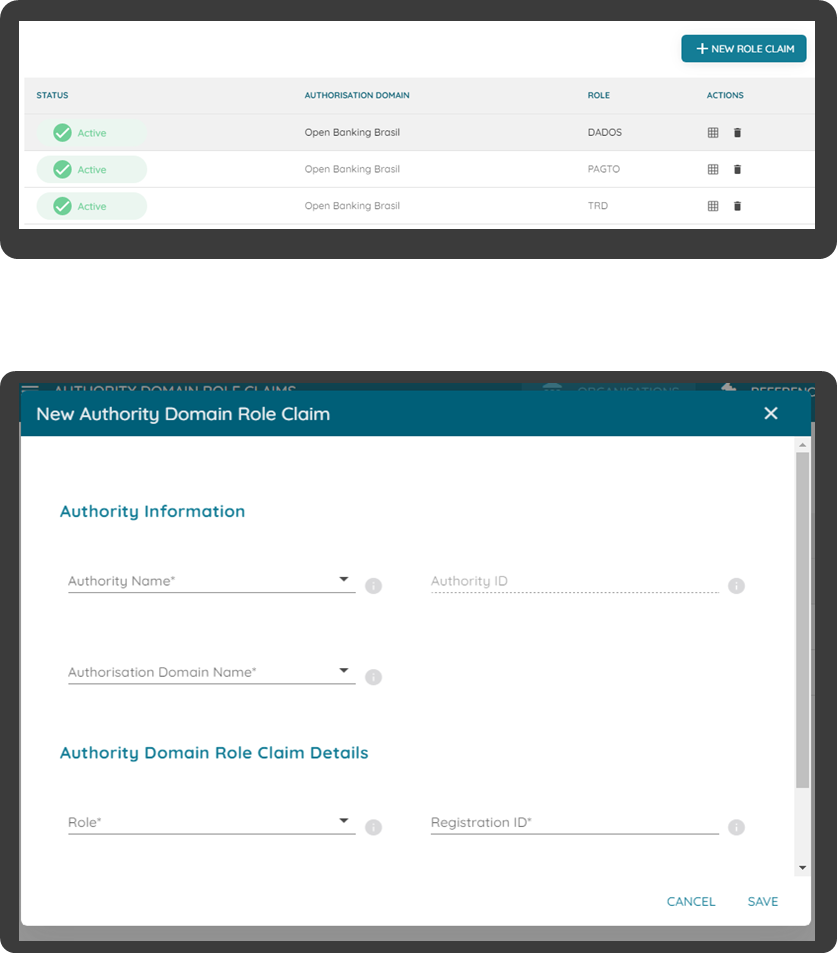 NEW ROLE CLAIM
STATUS AUTHORISATION DOMAIN ROLE ACTIONS
Active Open Banking Brasil DADOS
Active Open Banking Brasil PAGTO
Active Open Banking Brasil TRD
AUTHORITY DOMAIN ROLE CLAIMS ORGANISATIONS REFERENC
New Authority Domain Role Claim
Authority Information
Authority Name* Authority ID
Authorisation Domain Name*
Authority Domain Role Claim Details
Role* Registration ID*
CANCEL SAVE